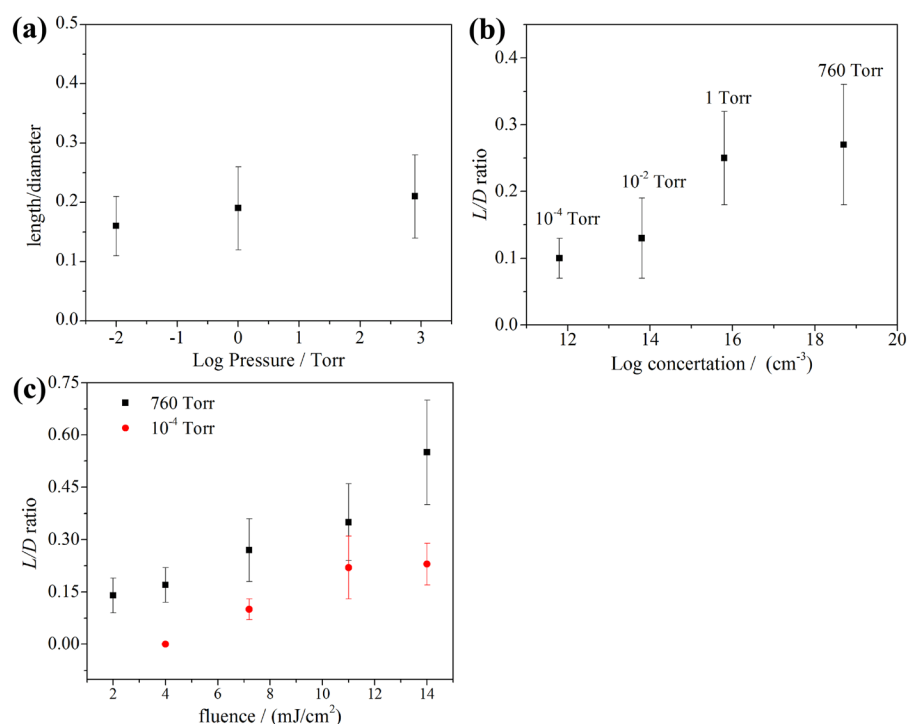 (a)
0.5
0.4
0.3
0.2
0.1
0.0
length/diameter
-2
-1
0
1
2
3
Log Pressure / Torr
(b)
0.4
0.3
0.2
0.1
0.0
L/D ratio
10⁻⁴ Torr
10⁻² Torr
1 Torr
760 Torr
12
14
16
18
20
Log concertation / (cm⁻³)
(c)
0.75
0.60
0.45
0.30
0.15
0.00
L/D ratio
760 Torr
10⁻⁴ Torr
2
4
6
8
10
12
14
fluence / (mJ/cm²)